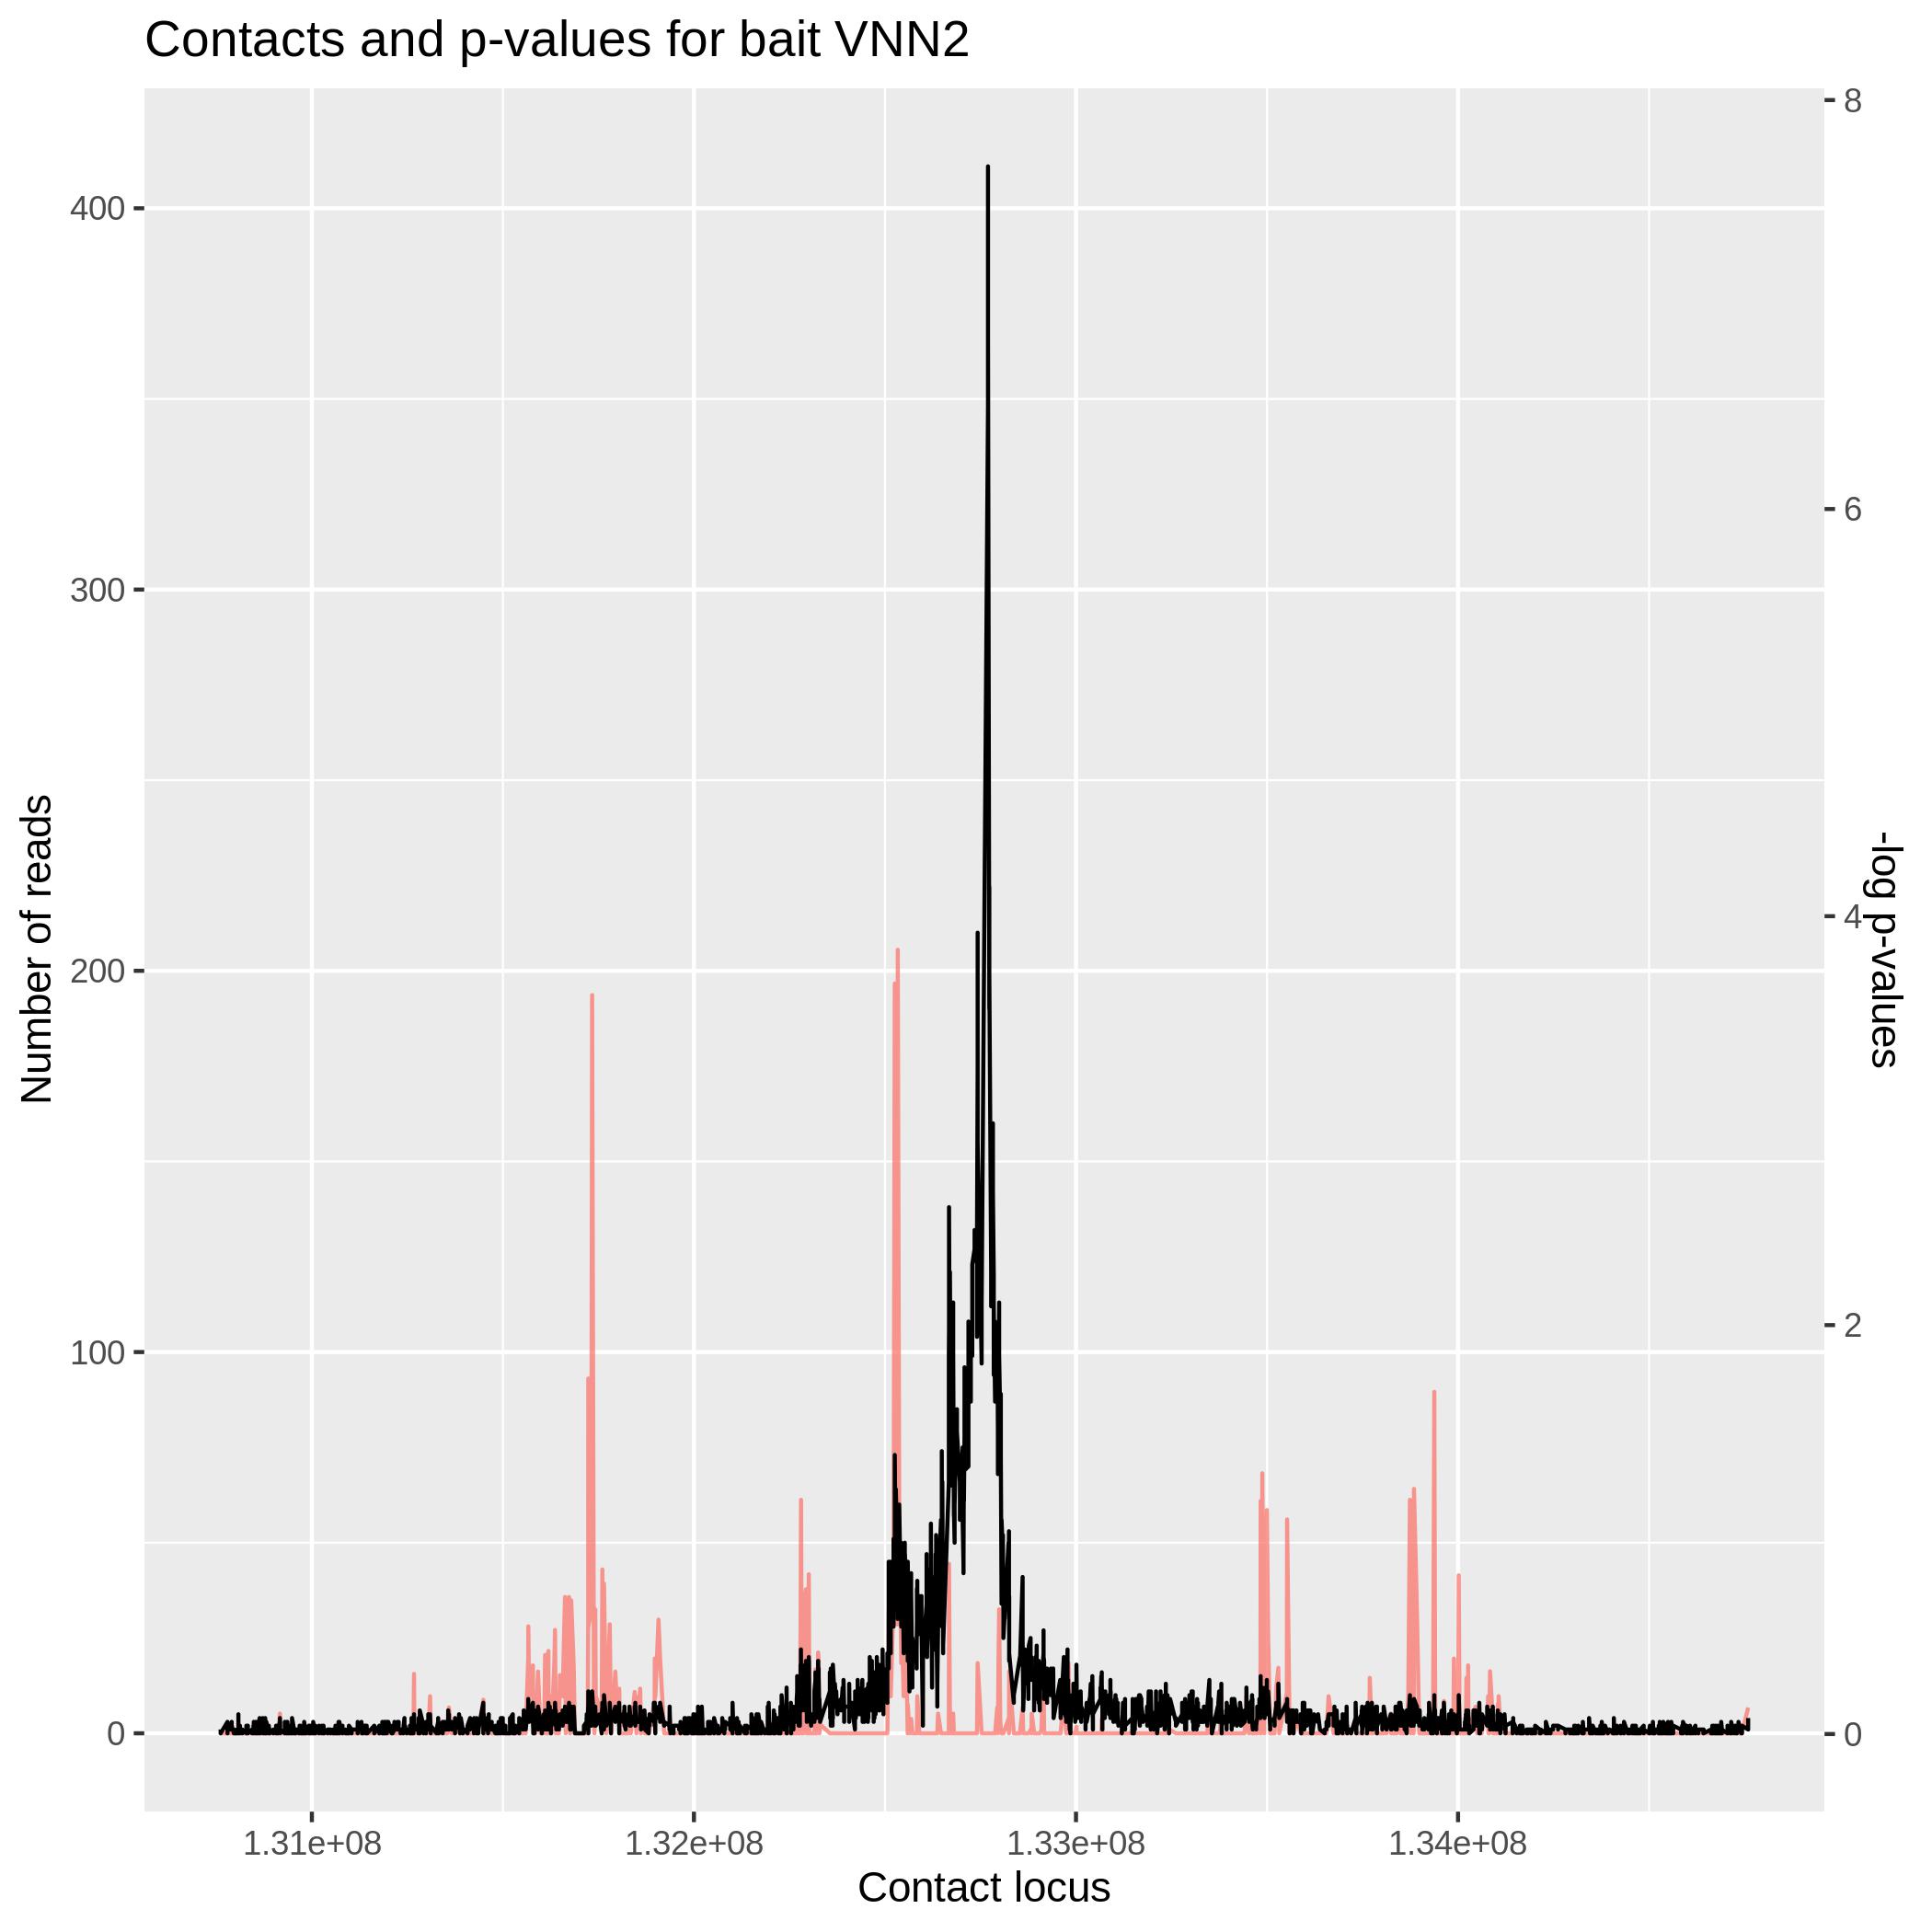 Contacts and p-values for bait VNN2
8
400
6
300
Number of reads
-log p-values
4
200
2
100
0
0
1.31e+08
1.32e+08
1.33e+08
1.34e+08
Contact locus